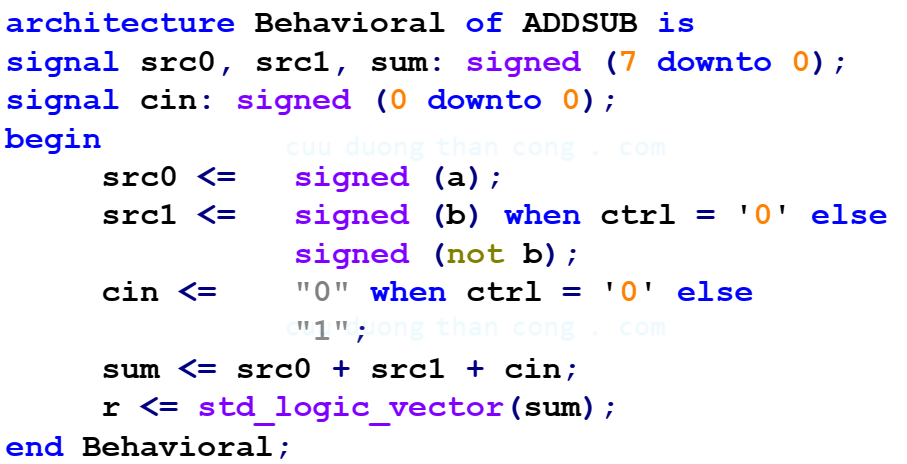 architecture Behavioral of ADDSUB is
signal src0, src1, sum: signed (7 downto 0);
signal cin: signed (0 downto 0);
begin
cuu duong than cong . com
src0 <= signed (a);
src1 <= signed (b) when ctrl = '0' else
signed (not b);
cin <= "0" when ctrl = '0' else
"1";
cuu duong than cong . com
sum <= src0 + src1 + cin;
r <= std_logic_vector(sum);
end Behavioral;